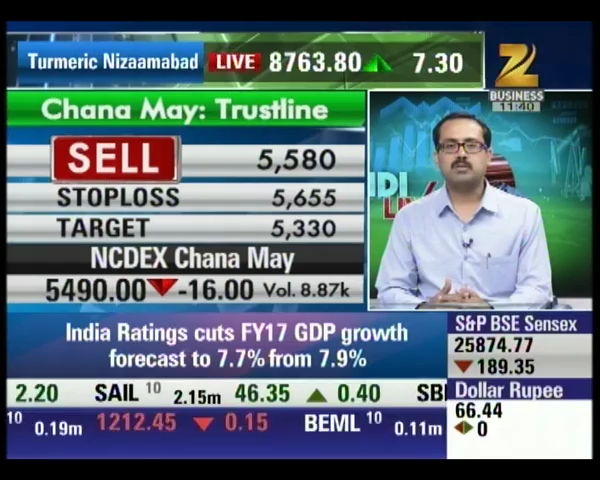 Turmeric Nizaamabad LIVE 8763.80 7.30
Z
BUSINESS
11:40
Chana May: Trustline
SELL 5,580
STOPLOSS 5,655
TARGET 5,330
NCDEX Chana May
5490.00 -16.00 Vol. 8.87k
India Ratings cuts FY17 GDP growth
forecast to 7.7% from 7.9%
S&P BSE Sensex
25874.77
189.35
Dollar Rupee
66.44
0
2.20 SAIL 10 2.15m 46.35 0.40 SB
10 0.19m 1212.45 0.15 BEML 10 0.11m